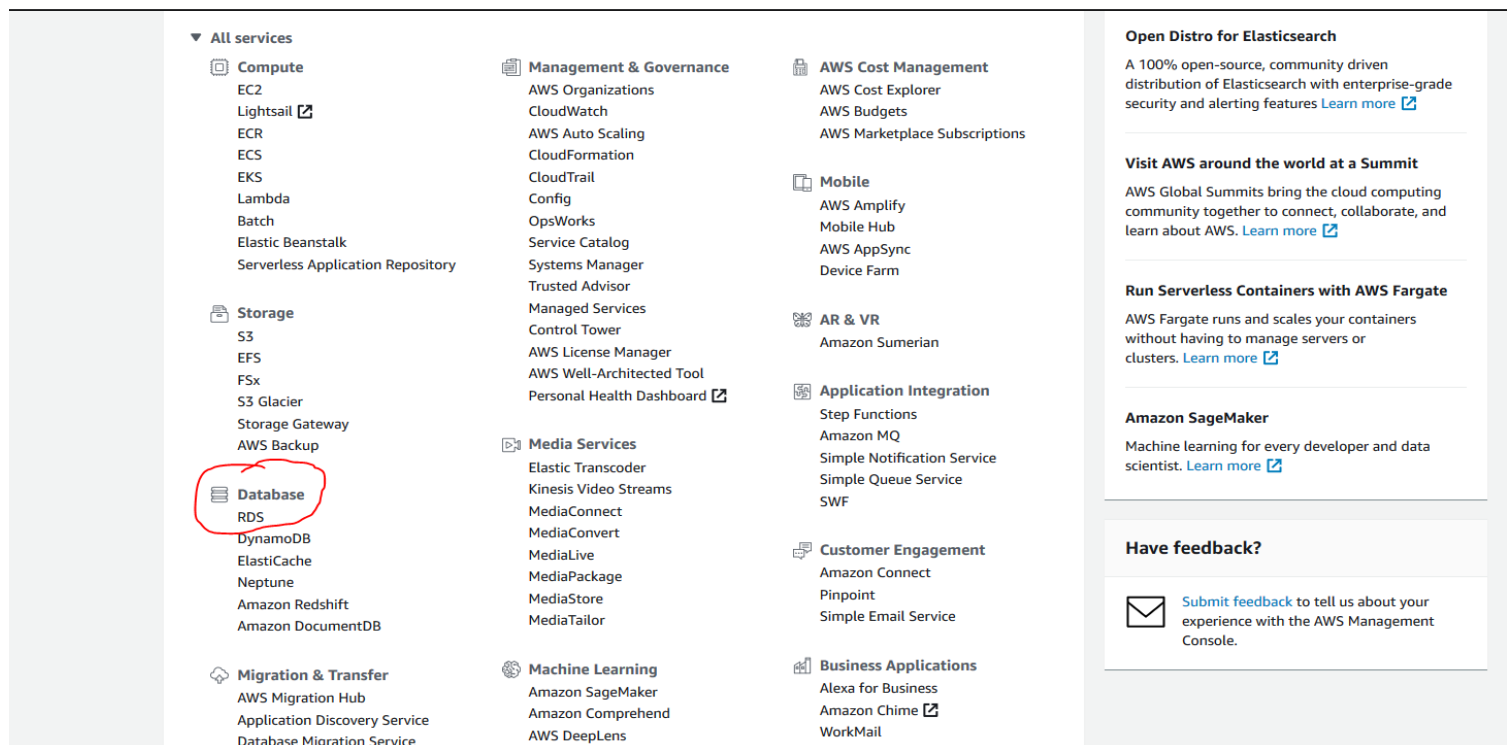 All services
Compute
EC2
Lightsail
ECR
ECS
EKS
Lambda
Batch
Elastic Beanstalk
Serverless Application Repository
Storage
S3
EFS
FSx
S3 Glacier
Storage Gateway
AWS Backup
Database
RDS
DynamoDB
ElastiCache
Neptune
Amazon Redshift
Amazon DocumentDB
Migration & Transfer
AWS Migration Hub
Application Discovery Service
Database Migration Service
Management & Governance
AWS Organizations
CloudWatch
AWS Auto Scaling
CloudFormation
CloudTrail
Config
OpsWorks
Service Catalog
Systems Manager
Trusted Advisor
Managed Services
Control Tower
AWS License Manager
AWS Well-Architected Tool
Personal Health Dashboard
Media Services
Elastic Transcoder
Kinesis Video Streams
MediaConnect
MediaConvert
MediaLive
MediaPackage
MediaStore
MediaTailor
Machine Learning
Amazon SageMaker
Amazon Comprehend
AWS DeepLens
AWS Cost Management
AWS Cost Explorer
AWS Budgets
AWS Marketplace Subscriptions
Mobile
AWS Amplify
Mobile Hub
AWS AppSync
Device Farm
AR & VR
Amazon Sumerian
Application Integration
Step Functions
Amazon MQ
Simple Notification Service
Simple Queue Service
SWF
Customer Engagement
Amazon Connect
Pinpoint
Simple Email Service
Business Applications
Alexa for Business
Amazon Chime
WorkMail
Open Distro for Elasticsearch
A 100% open-source, community driven
distribution of Elasticsearch with enterprise-grade
security and alerting features Learn more
Visit AWS around the world at a Summit
AWS Global Summits bring the cloud computing
community together to connect, collaborate, and
learn about AWS. Learn more
Run Serverless Containers with AWS Fargate
AWS Fargate runs and scales your containers
without having to manage servers or
clusters. Learn more
Amazon SageMaker
Machine learning for every developer and data
scientist. Learn more
Have feedback?
Submit feedback to tell us about your
experience with the AWS Management
Console.